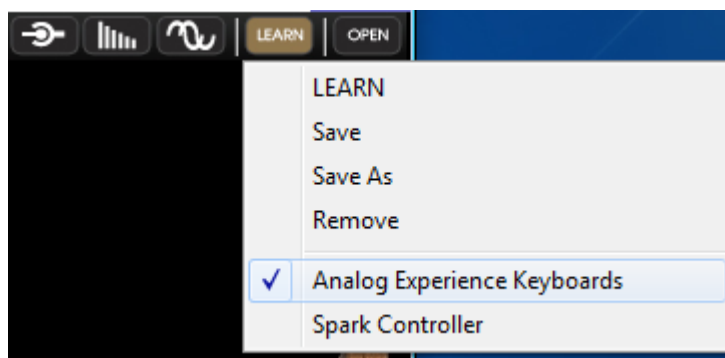 LEARN OPEN
LEARN
Save
Save As
Remove
Analog Experience Keyboards
Spark Controller